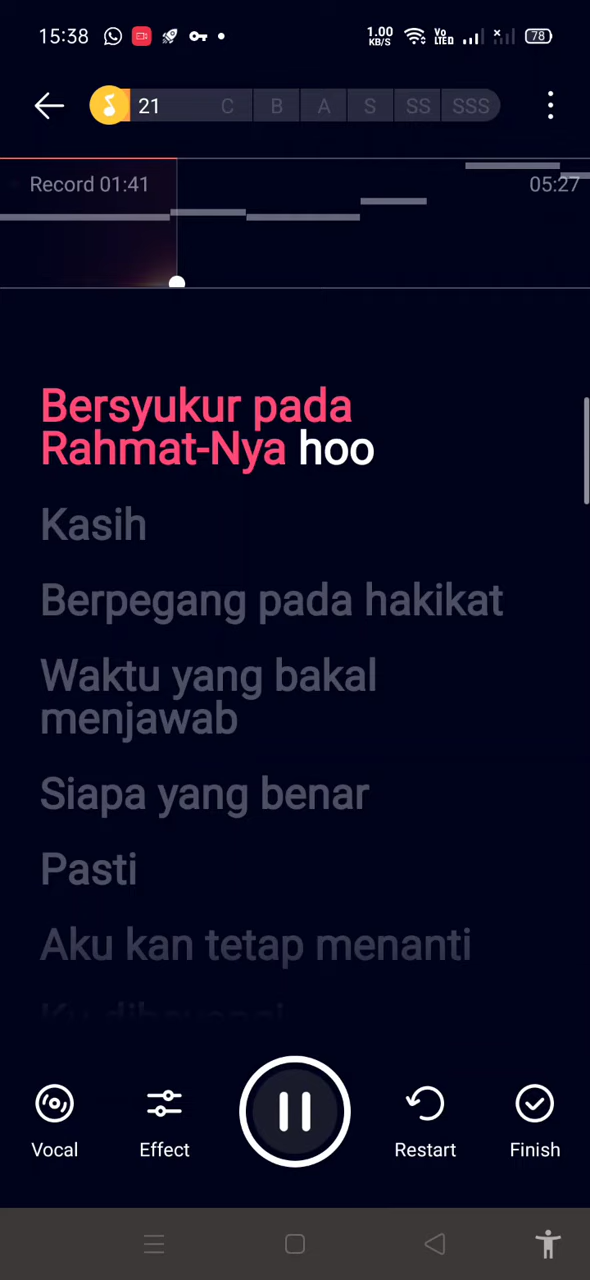 15:38 1.00 KB/S Vo LTE 78
21 C B A S SS SSS
Record 01:41 05:27
Bersyukur pada
Rahmat-Nya hoo
Kasih
Berpegang pada hakikat
Waktu yang bakal
menjawab
Siapa yang benar
Pasti
Aku kan tetap menanti
Vocal Effect Restart Finish